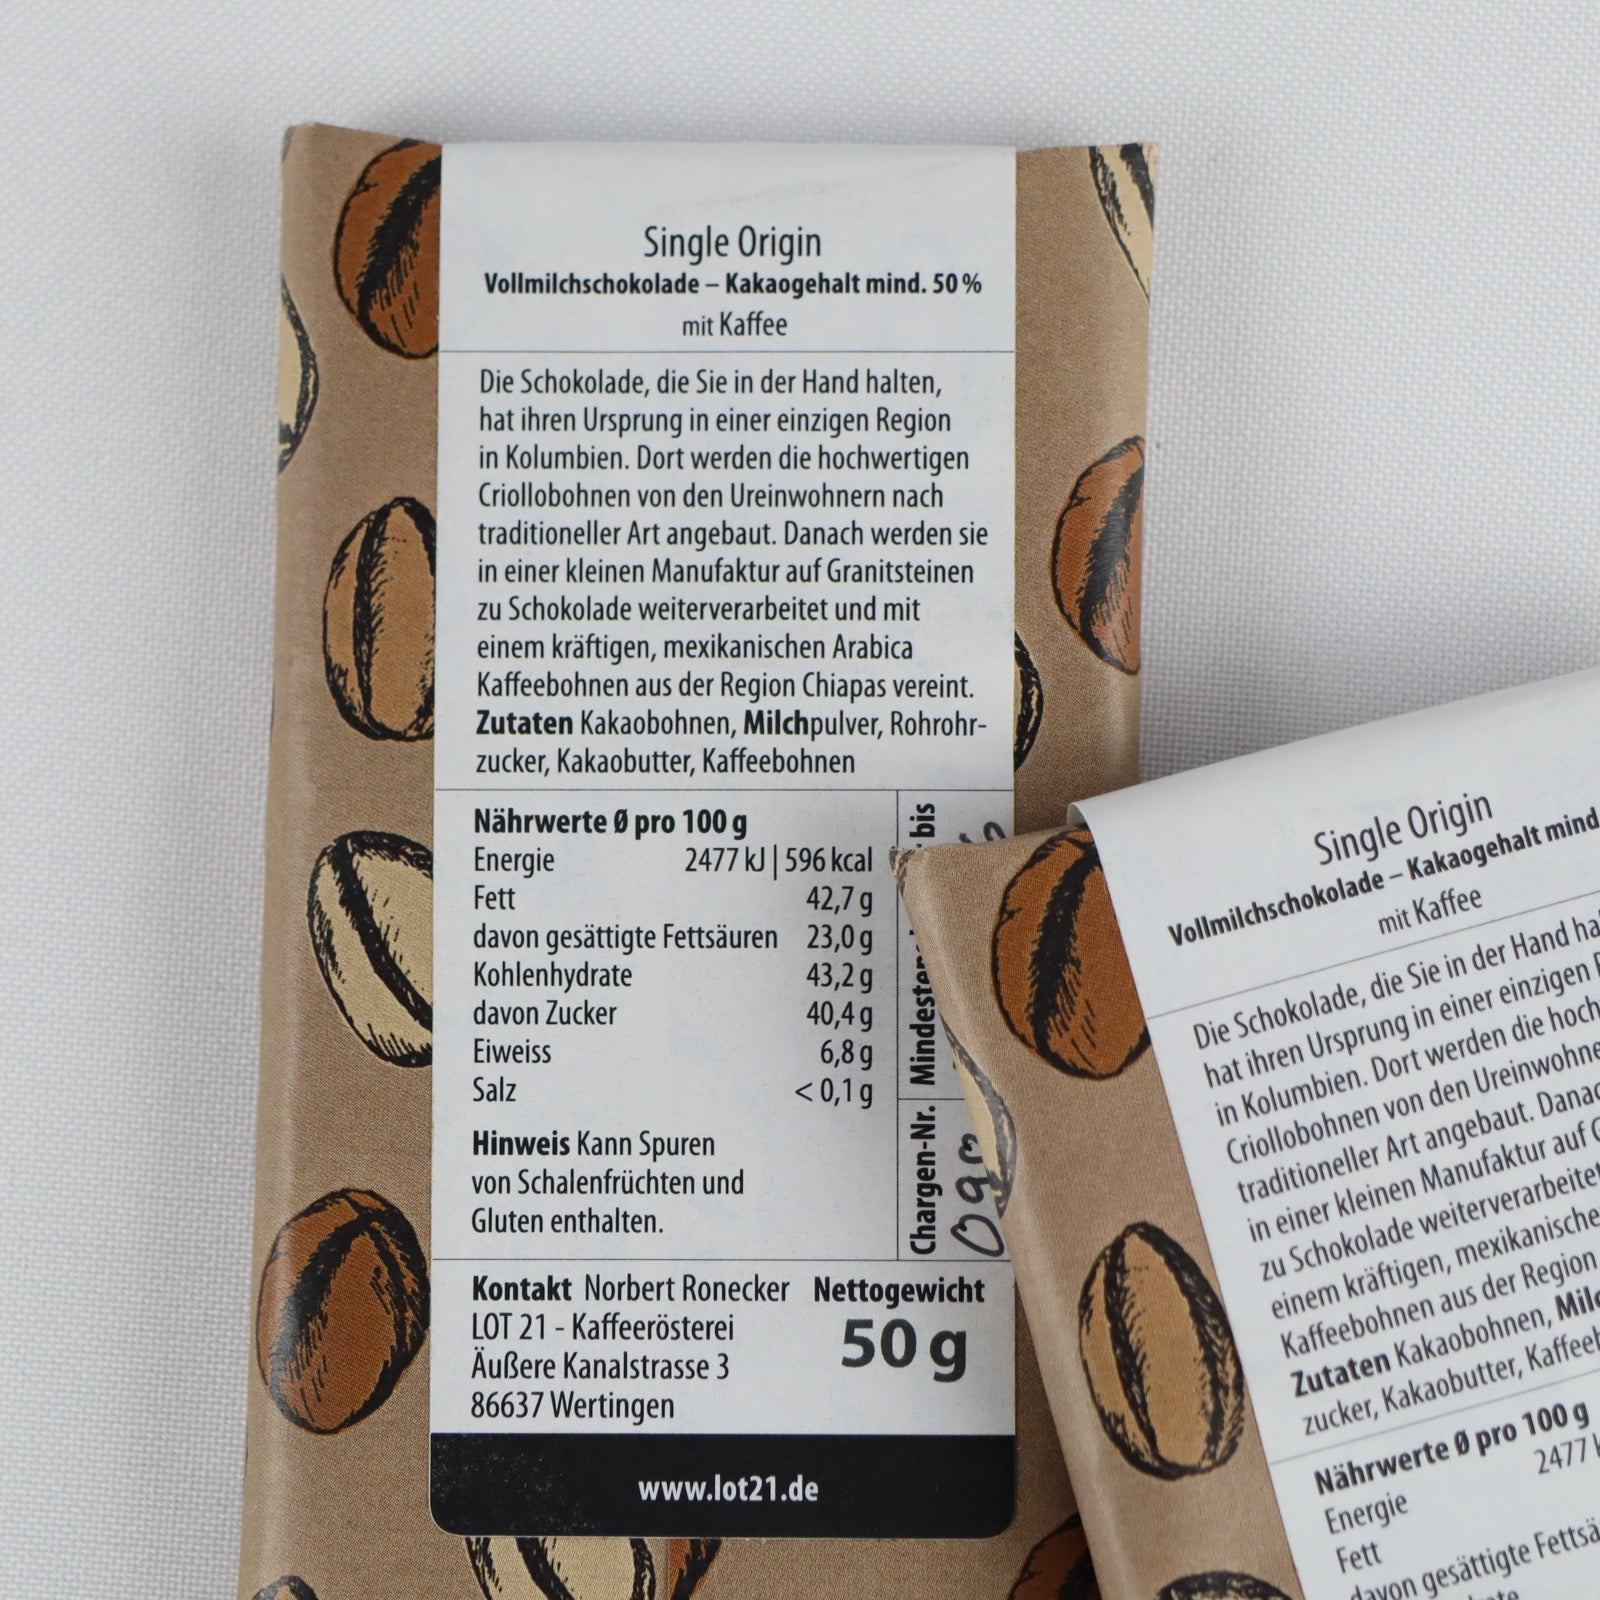 Single Origin
Vollmilchschokolade – Kakaogehalt mind. 50 %
mit Kaffee
Die Schokolade, die Sie in der Hand halten,
hat ihren Ursprung in einer einzigen Region
in Kolumbien. Dort werden die hochwertigen
Criollobohnen von den Ureinwohnern nach
traditioneller Art angebaut. Danach werden sie
in einer kleinen Manufaktur auf Granitsteinen
zu Schokolade weiterverarbeitet und mit
einem kräftigen, mexikanischen Arabica
Kaffeebohnen aus der Region Chiapas vereint.
Zutaten Kakaobohnen, Milchpulver, Rohrohr-
zucker, Kakaobutter, Kaffeebohnen
Nährwerte Ø pro 100 g
Energie 2477 kJ | 596 kcal
Fett 42,7 g
davon gesättigte Fettsäuren 23,0 g
Kohlenhydrate 43,2 g
davon Zucker 40,4 g
Eiweiss 6,8 g
Salz < 0,1 g
Hinweis Kann Spuren
von Schalenfrüchten und
Gluten enthalten.
bis
Chargen-Nr.
Kontakt Norbert Ronecker
LOT 21 - Kaffeerösterei
Äußere Kanalstrasse 3
86637 Wertingen
Nettogewicht
50 g
www.lot21.de
Single Origin
Vollmilchschokolade – Kakaogehalt mind.
mit Kaffee
Die Schokolade, die Sie in der Hand
hat ihren Ursprung in einer einzigen
in Kolumbien. Dort werden die
Criollobohnen von den
traditioneller Art angebaut.
in einer kleinen Manufaktur auf
zu Schokolade
einem kräftigen,
Kaffeebohnen aus der Region
Zutaten Kakaobohnen,
zucker, Kakaobutter,
Nährwerte Ø pro 100 g
Energie 2477
Fett
davon gesättigte